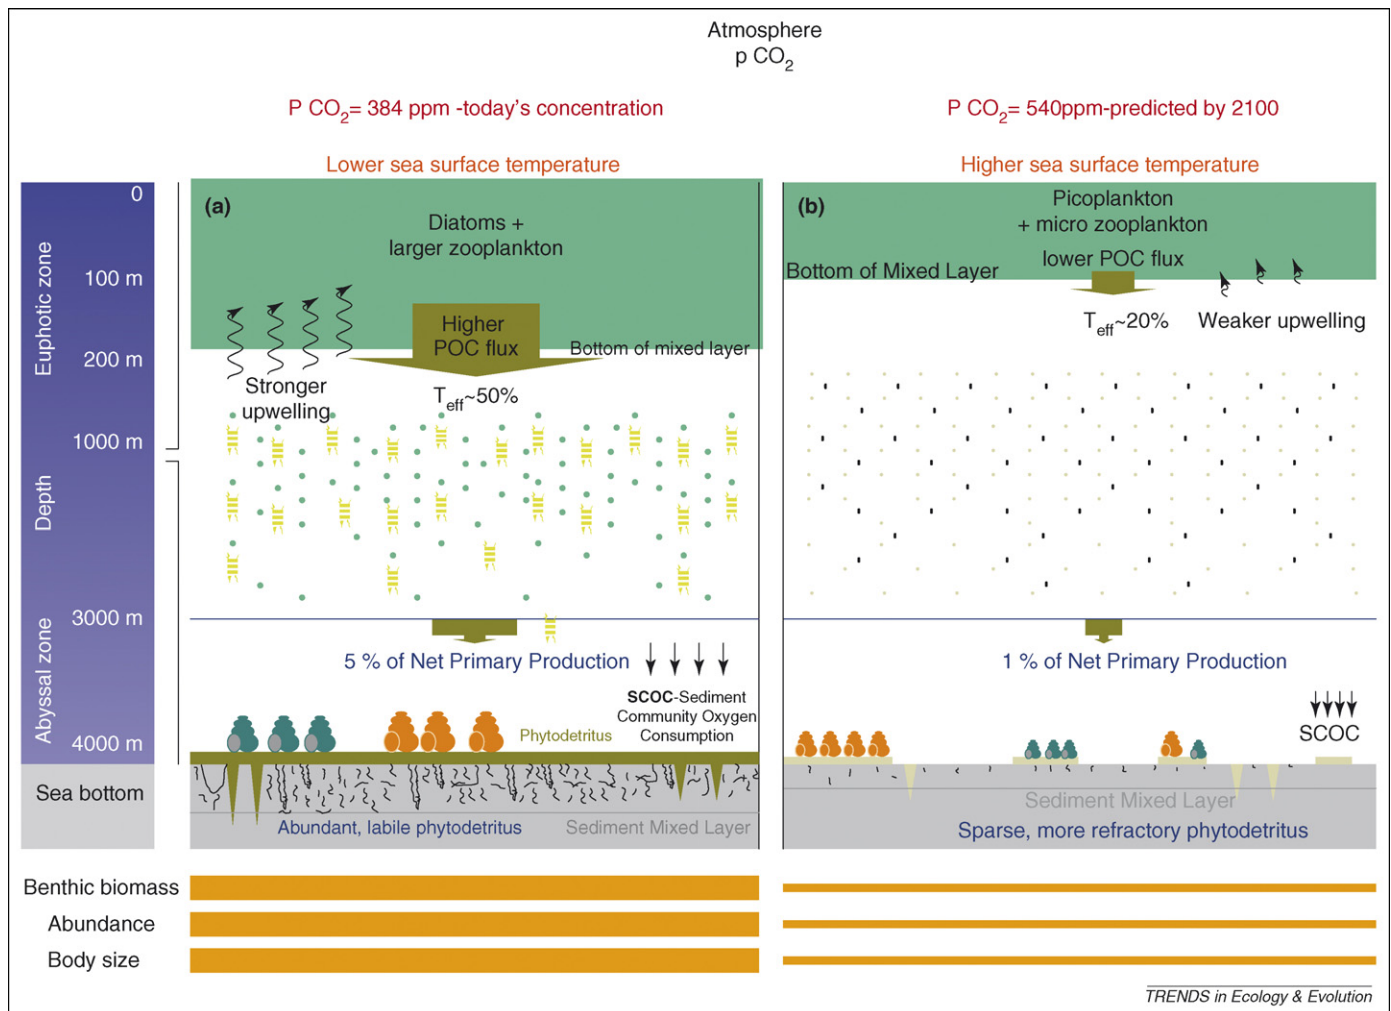 Atmosphere
p CO₂
P CO₂= 384 ppm -today's concentration
P CO₂= 540ppm-predicted by 2100
Lower sea surface temperature
Higher sea surface temperature
0
100 m
200 m
1000 m
3000 m
4000 m
Euphotic zone
Depth
Abyssal zone
Sea bottom
(a)
Diatoms +
larger zooplankton
Higher
POC flux
Bottom of mixed layer
Stronger
upwelling
Teff~50%
5 % of Net Primary Production
SCOC-Sediment
Community Oxygen
Consumption
Phytodetritus
Abundant, labile phytodetritus
Sediment Mixed Layer
(b)
Picoplankton
+ micro zooplankton
lower POC flux
Bottom of Mixed Layer
Teff~20%
Weaker upwelling
1 % of Net Primary Production
SCOC
Sediment Mixed Layer
Sparse, more refractory phytodetritus
Benthic biomass
Abundance
Body size
TRENDS in Ecology & Evolution